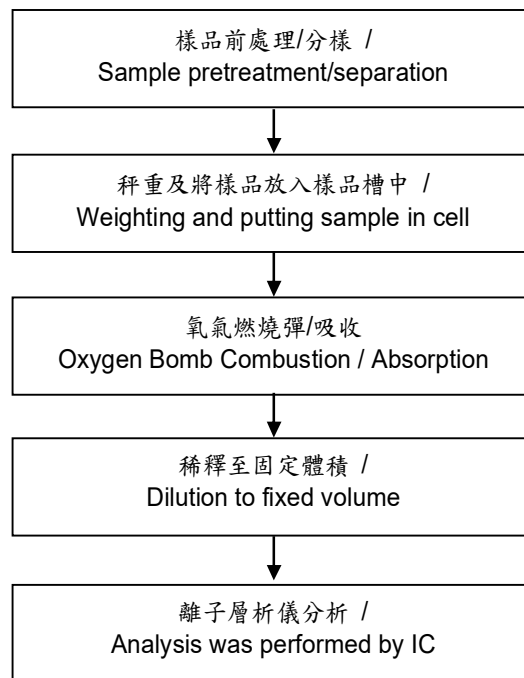 樣品前處理/分樣 /
Sample pretreatment/separation
秤重及將樣品放入樣品槽中 /
Weighting and putting sample in cell
氧氣燃燒彈/吸收
Oxygen Bomb Combustion / Absorption
稀釋至固定體積 /
Dilution to fixed volume
離子層析儀分析 /
Analysis was performed by IC